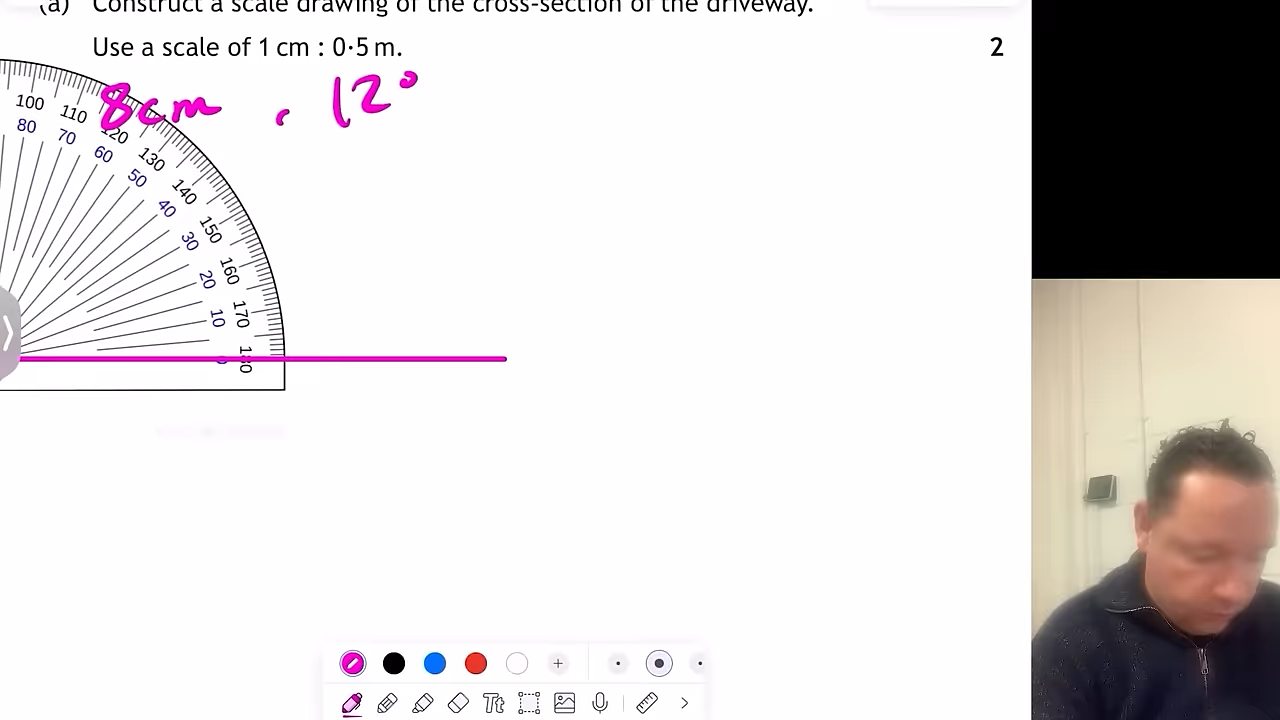 (a) Construct a scale drawing of the cross-section of the driveway.
Use a scale of 1 cm : 0·5 m.
2
8cm , 12°
100 110 120 130 140 150 160 170 180
80 70 60 50 40 30 20 10 0
Tt